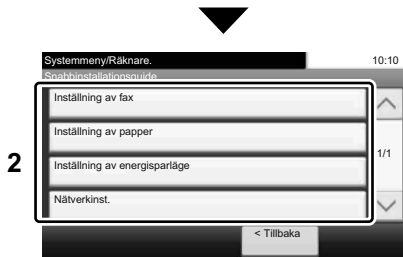 Systemmeny/Räknare.
10:10
Snabbinstallationsguide
Inställning av fax
Inställning av papper
1/1
2
Inställning av energisparläge
Nätverkinst.
< Tillbaka